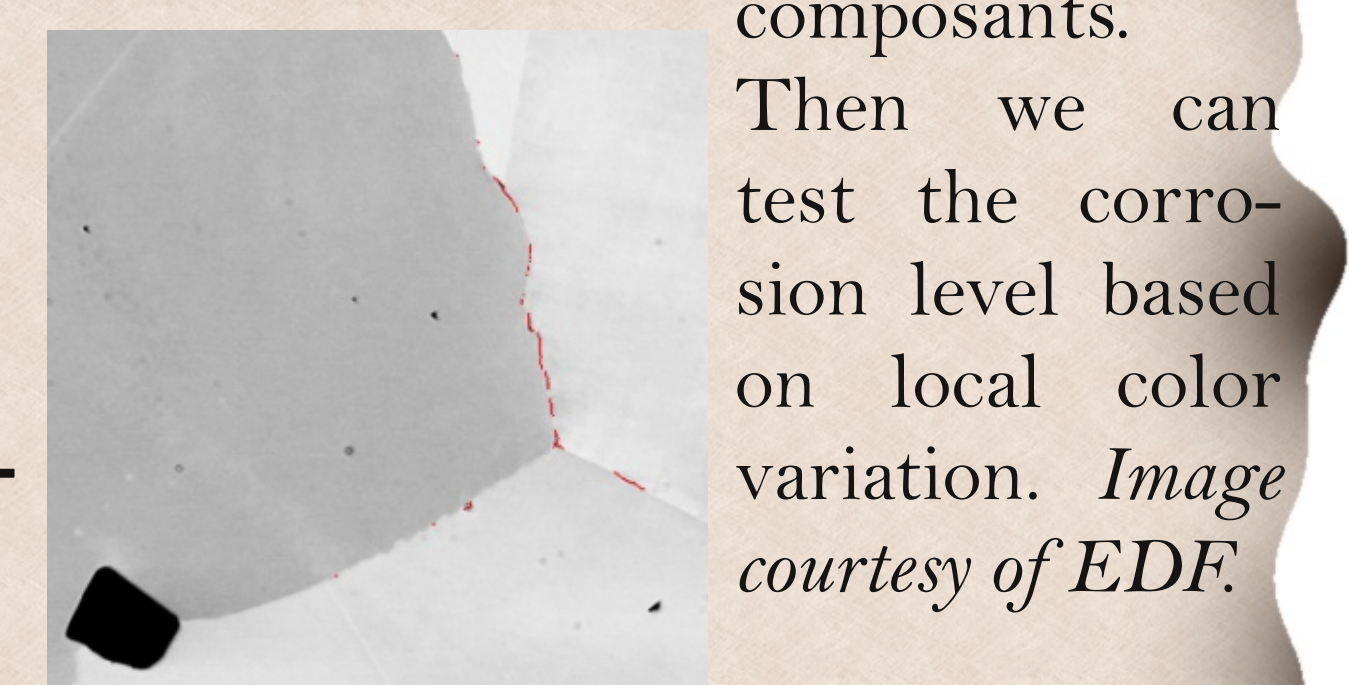 composants.
Then we can
test the corro-
sion level based
on local color
variation. Image
courtesy of EDF.